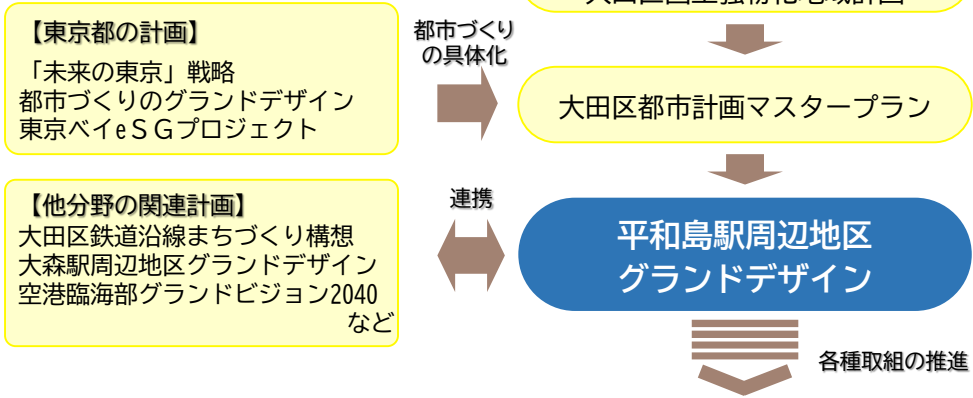 【東京都の計画】
「未来の東京」戦略
都市づくりのグランドデザイン
東京ベイeSGプロジェクト
都市づくり
の具体化
大田区都市計画マスタープラン
【他分野の関連計画】
大田区鉄道沿線まちづくり構想
大森駅周辺地区グランドデザイン
空港臨海部グランドビジョン2040
など
連携
平和島駅周辺地区
グランドデザイン
各種取組の推進